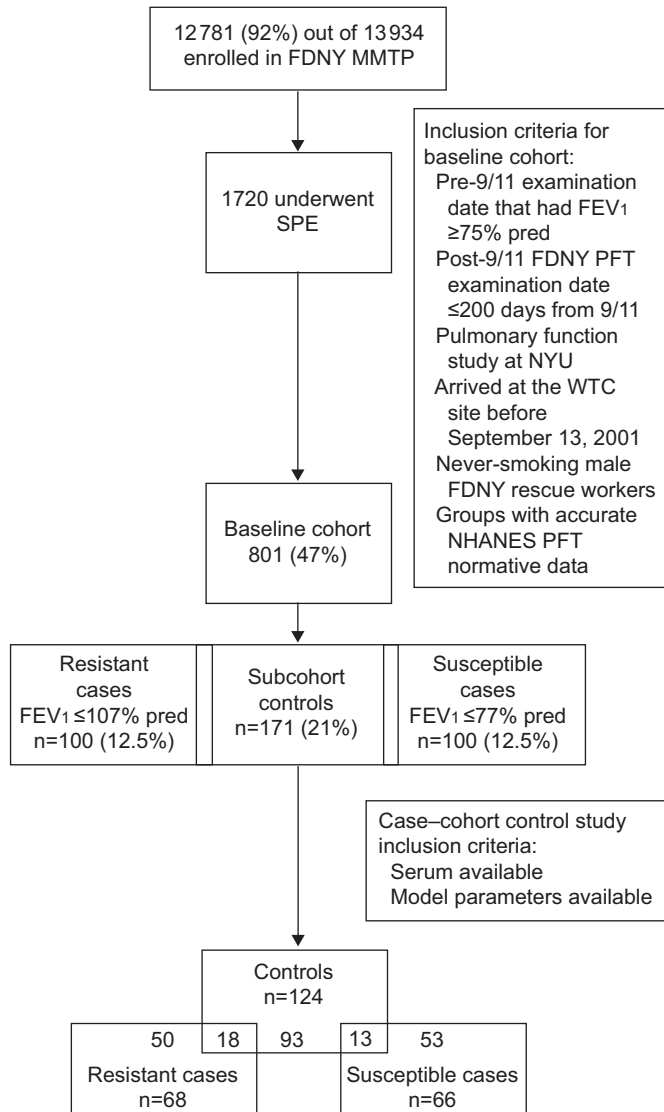 12 781 (92%) out of 13 934
enrolled in FDNY MMTP
1720 underwent
SPE
Inclusion criteria for
baseline cohort:
Pre-9/11 examination
date that had FEV1
≥75% pred
Post-9/11 FDNY PFT
examination date
≤200 days from 9/11
Pulmonary function
study at NYU
Arrived at the WTC
site before
September 13, 2001
Never-smoking male
FDNY rescue workers
Groups with accurate
NHANES PFT
normative data
Baseline cohort
801 (47%)
Resistant
cases
FEV1 ≤107% pred
n=100 (12.5%)
Subcohort
controls
n=171 (21%)
Susceptible
cases
FEV1 ≤77% pred
n=100 (12.5%)
Case–cohort control study
inclusion criteria:
Serum available
Model parameters available
Controls
n=124
50 18 93 13 53
Resistant cases
n=68
Susceptible cases
n=66